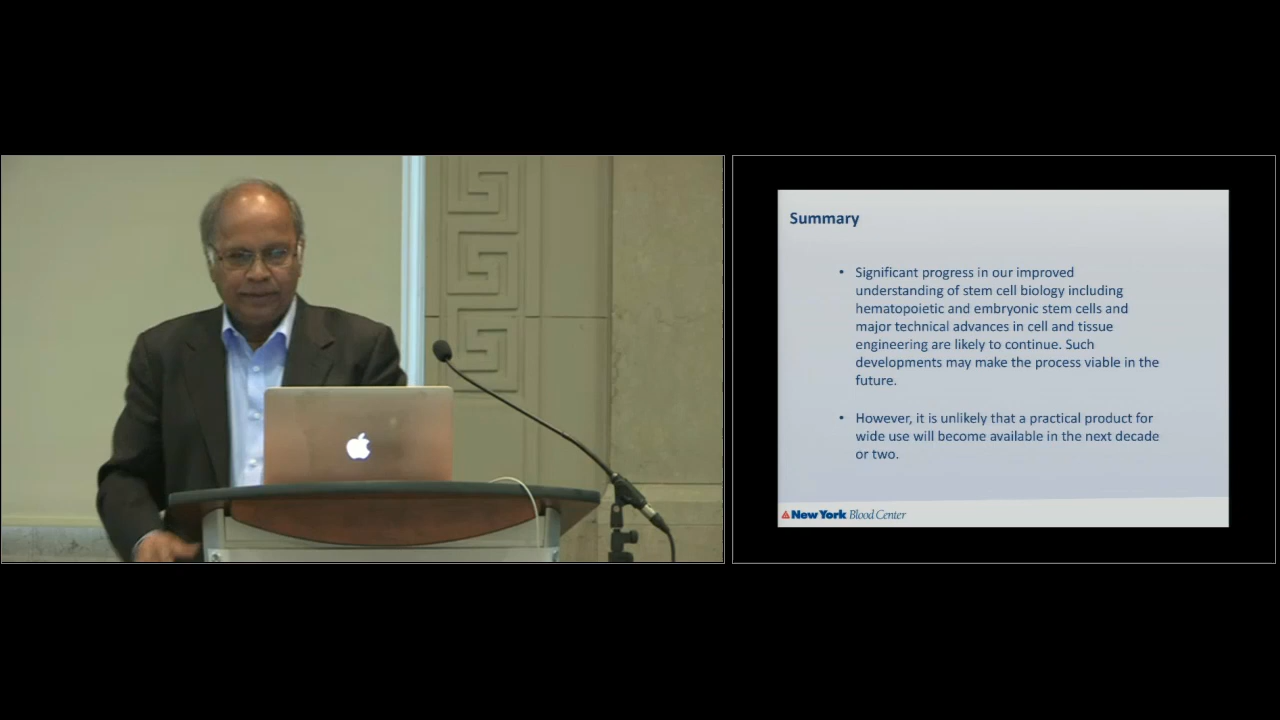 Summary
• Significant progress in our improved
understanding of stem cell biology including
hematopoietic and embryonic stem cells and
major technical advances in cell and tissue
engineering are likely to continue. Such
developments may make the process viable in the
future.
• However, it is unlikely that a practical product for
wide use will become available in the next decade
or two.
New York Blood Center